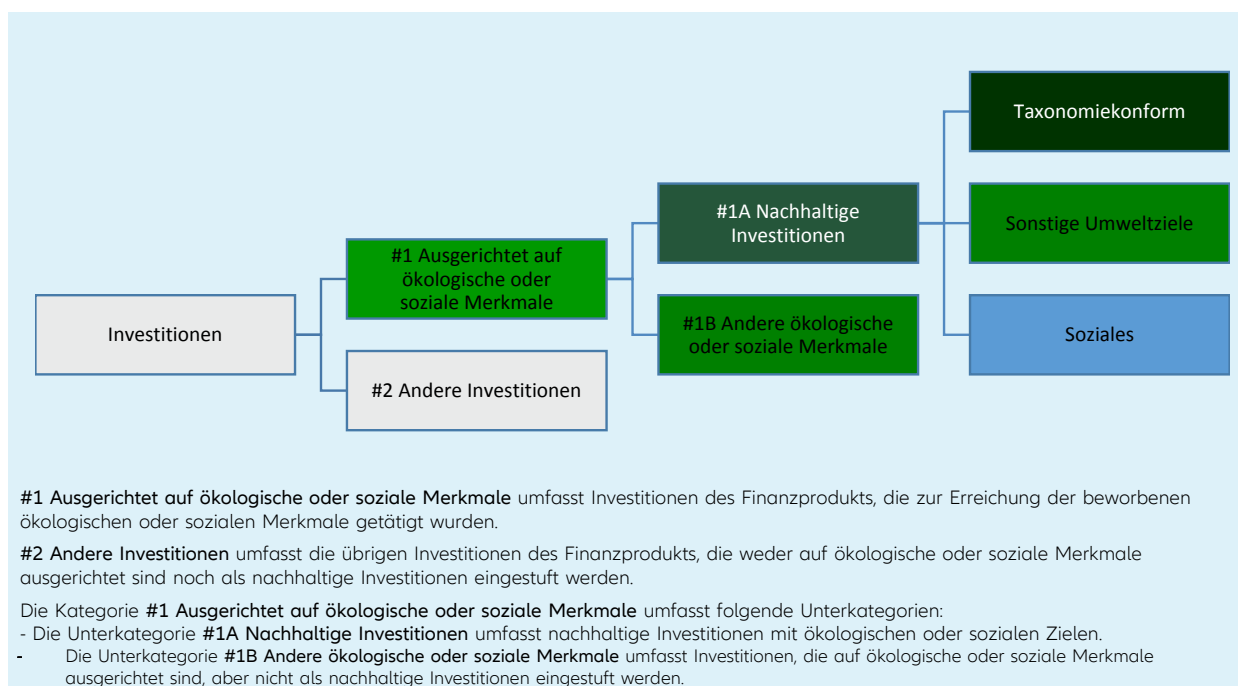 Taxonomiekonform
#1A Nachhaltige
Investitionen
Sonstige Umweltziele
#1 Ausgerichtet auf
ökologische oder
soziale Merkmale
#1B Andere ökologische
oder soziale Merkmale
Soziales
Investitionen
#2 Andere Investitionen
#1 Ausgerichtet auf ökologische oder soziale Merkmale umfasst Investitionen des Finanzprodukts, die zur Erreichung der beworbenen
ökologischen oder sozialen Merkmale getätigt wurden.
#2 Andere Investitionen umfasst die übrigen Investitionen des Finanzprodukts, die weder auf ökologische oder soziale Merkmale
ausgerichtet sind noch als nachhaltige Investitionen eingestuft werden.
Die Kategorie #1 Ausgerichtet auf ökologische oder soziale Merkmale umfasst folgende Unterkategorien:
- Die Unterkategorie #1A Nachhaltige Investitionen umfasst nachhaltige Investitionen mit ökologischen oder sozialen Zielen.
- Die Unterkategorie #1B Andere ökologische oder soziale Merkmale umfasst Investitionen, die auf ökologische oder soziale Merkmale
ausgerichtet sind, aber nicht als nachhaltige Investitionen eingestuft werden.